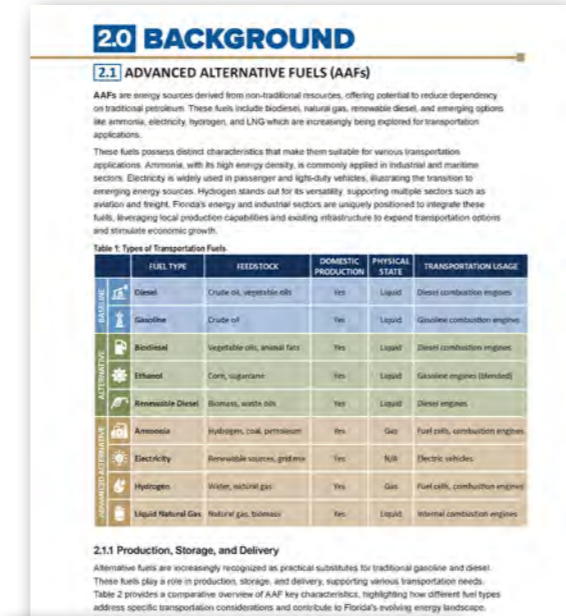 2.0 BACKGROUND
2.1 ADVANCED ALTERNATIVE FUELS (AAFs)
AAFs are energy sources derived from non-traditional resources, offering potential to reduce dependency
on traditional petroleum. These fuels include biodiesel, natural gas, renewable diesel, and emerging options
like ammonia, electricity, hydrogen, and LNG which are increasingly being explored for transportation
applications.
These fuels possess distinct characteristics that make them suitable for various transportation
applications. Ammonia, with its high energy density, is commonly applied in industrial and maritime
sectors. Electricity is widely used in passenger and light-duty vehicles, illustrating the transition to
emerging energy sources. Hydrogen stands out for its versatility, supporting multiple sectors such as
aviation and freight. Florida's energy and industrial sectors are uniquely positioned to integrate these
fuels, leveraging local production capabilities and existing infrastructure to expand transportation options
and stimulate economic growth.
Table 1: Types of Transportation Fuels
FUEL TYPE FEEDSTOCK DOMESTIC PRODUCTION PHYSICAL STATE TRANSPORTATION USAGE
BASELINE
Diesel Crude oil, vegetable oils Yes Liquid Diesel combustion engines
Gasoline Crude oil Yes Liquid Gasoline combustion engines
ALTERNATIVE
Biodiesel Vegetable oils, animal fats Yes Liquid Diesel combustion engines
Ethanol Corn, sugarcane Yes Liquid Gasoline engines (blended)
Renewable Diesel Biomass, waste oils Yes Liquid Diesel engines
ADVANCED ALTERNATIVE
Ammonia Hydrogen, coal, petroleum Yes Gas Fuel cells, combustion engines
Electricity Renewable sources, grid mix Yes N/A Electric vehicles
Hydrogen Water, natural gas Yes Gas Fuel cells, combustion engines
Liquid Natural Gas Natural gas, biomass Yes Liquid Internal combustion engines
2.1.1 Production, Storage, and Delivery
Alternative fuels are increasingly recognized as practical substitutes for traditional gasoline and diesel.
These fuels play a role in production, storage, and delivery, supporting various transportation needs.
Table 2 provides a comparative overview of AAF key characteristics, highlighting how different fuel types
address specific transportation considerations and contribute to Florida's evolving energy landscape.